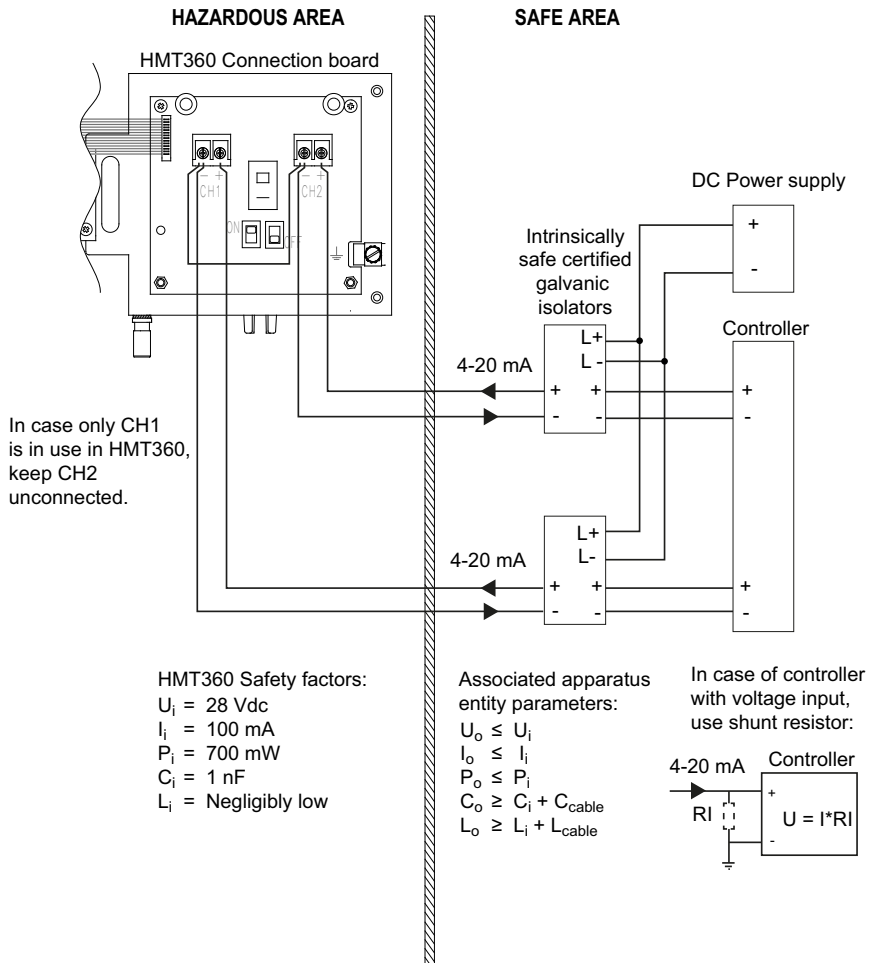 HAZARDOUS AREA
SAFE AREA
HMT360 Connection board
- +
CH1
- +
CH2
ON
OFF
DC Power supply
+
-
Intrinsically
safe certified
galvanic
isolators
Controller
L+
L -
4-20 mA
+ +
- -
+
-
In case only CH1
is in use in HMT360,
keep CH2
unconnected.
L+
L-
4-20 mA
+ +
- -
+
-
HMT360 Safety factors:
Ui = 28 Vdc
Ii = 100 mA
Pi = 700 mW
Ci = 1 nF
Li = Negligibly low
Associated apparatus
entity parameters:
Uo ≤ Ui
Io ≤ Ii
Po ≤ Pi
Co ≥ Ci + Ccable
Lo ≥ Li + Lcable
In case of controller
with voltage input,
use shunt resistor:
4-20 mA
Controller
+
RI
U = I*RI
-